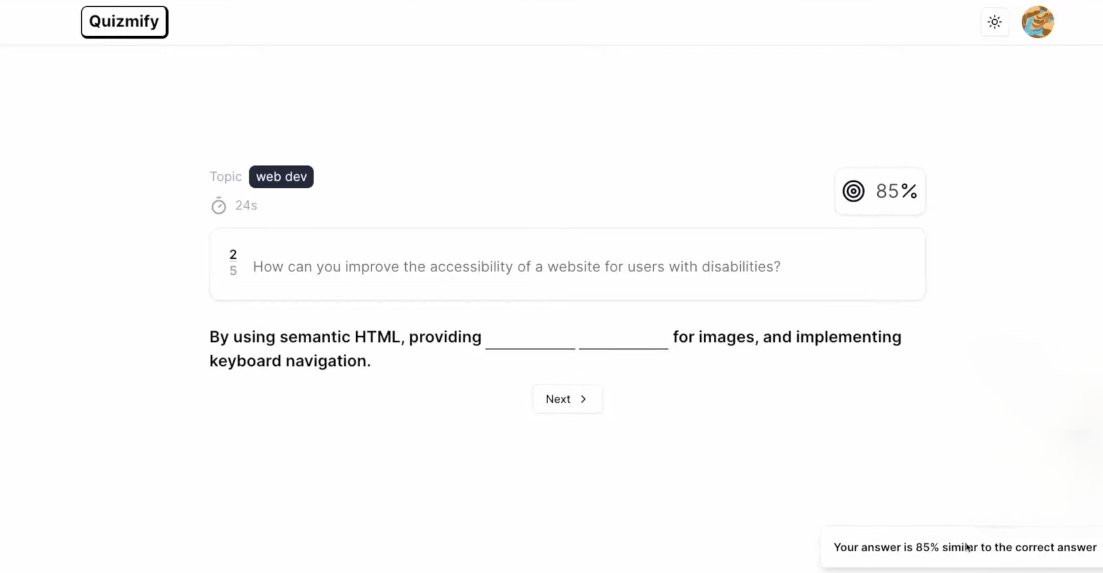 Quizmify
Topic web dev
24s
85%
2
5
How can you improve the accessibility of a website for users with disabilities?
By using semantic HTML, providing __________ __________ for images, and implementing
keyboard navigation.
Next
Your answer is 85% similar to the correct answer